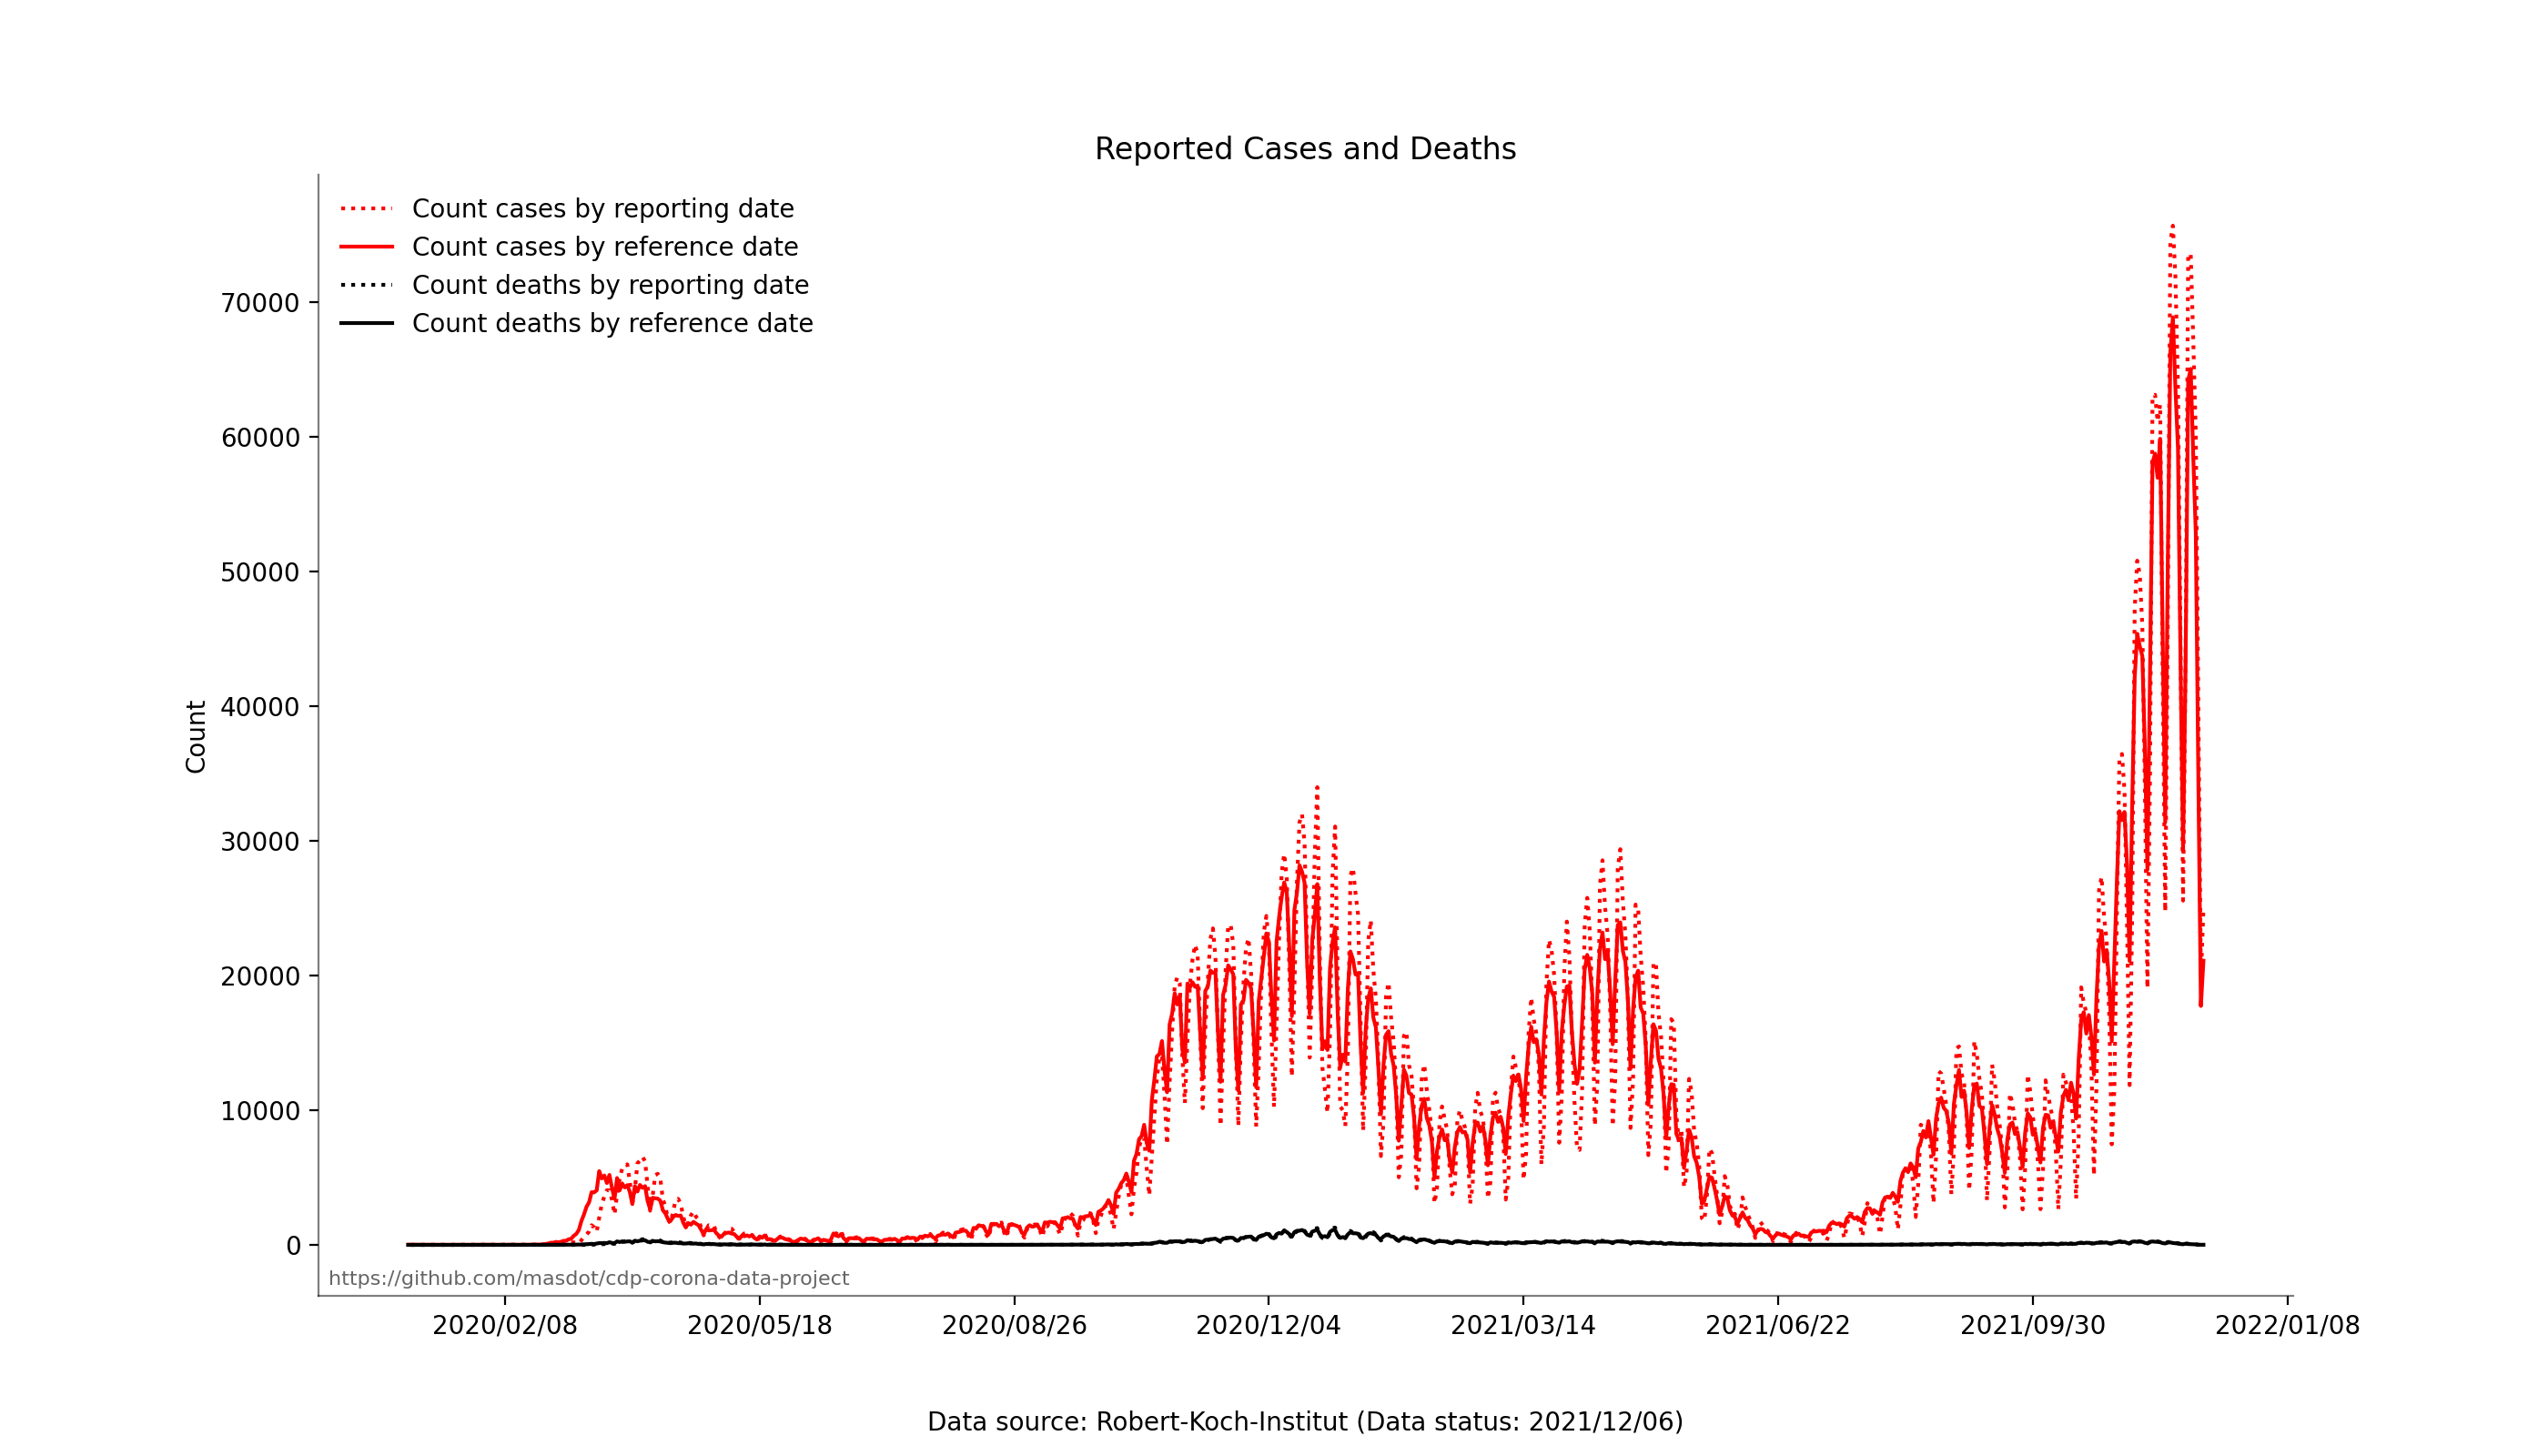 Reported Cases and Deaths
Count cases by reporting date
Count cases by reference date
Count deaths by reporting date
Count deaths by reference date
70000
60000
50000
40000
30000
20000
10000
0
Count
https://github.com/masdot/cdp-corona-data-project
2020/02/08 2020/05/18 2020/08/26 2020/12/04 2021/03/14 2021/06/22 2021/09/30 2022/01/08
Data source: Robert-Koch-Institut (Data status: 2021/12/06)